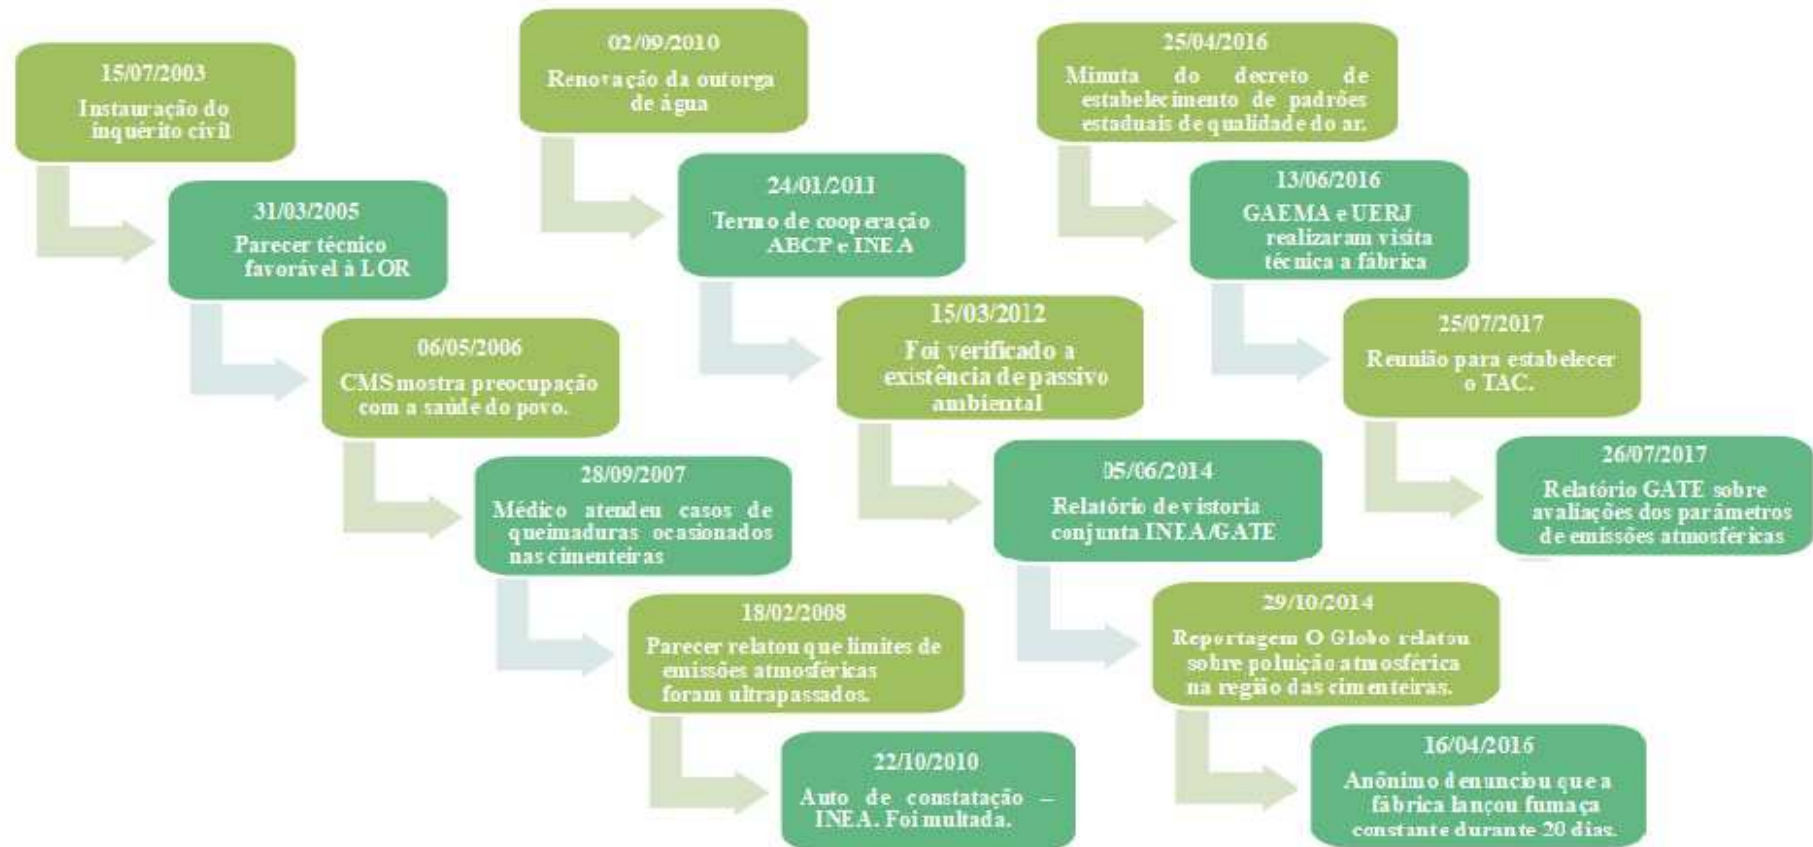 15/07/2003
Instauração do
inquérito civil
31/03/2005
Parecer técnico
favorável à LOR
06/05/2006
CMS mostra preocupação
com a saúde do povo.
28/09/2007
Médico atendeu casos de
queimaduras ocasionados
nas cimenteiras
18/02/2008
Parecer relatou que limites de
emissões atmosféricas
foram ultrapassados.
22/10/2010
Auto de constatação –
INEA. Foi multada.
02/09/2010
Renovação da outorga
de água
24/01/2011
Termo de cooperação
ABCP e INEA
15/03/2012
Foi verificado a
existência de passivo
ambiental
05/06/2014
Relatório de vistoria
conjunta INEA/GATE
29/10/2014
Reportagem O Globo relatou
sobre poluição atmosférica
na região das cimenteiras.
16/04/2016
Anônimo denunciou que a
fábrica lançou fumaça
constante durante 20 dias.
25/04/2016
Minuta do decreto de
estabelecimento de padrões
estaduais de qualidade do ar.
13/06/2016
GAEMA e UERJ
realizaram visita
técnica a fábrica
25/07/2017
Reunião para estabelecer
o TAC.
26/07/2017
Relatório GATE sobre
avaliações dos parâmetros
de emissões atmosféricas